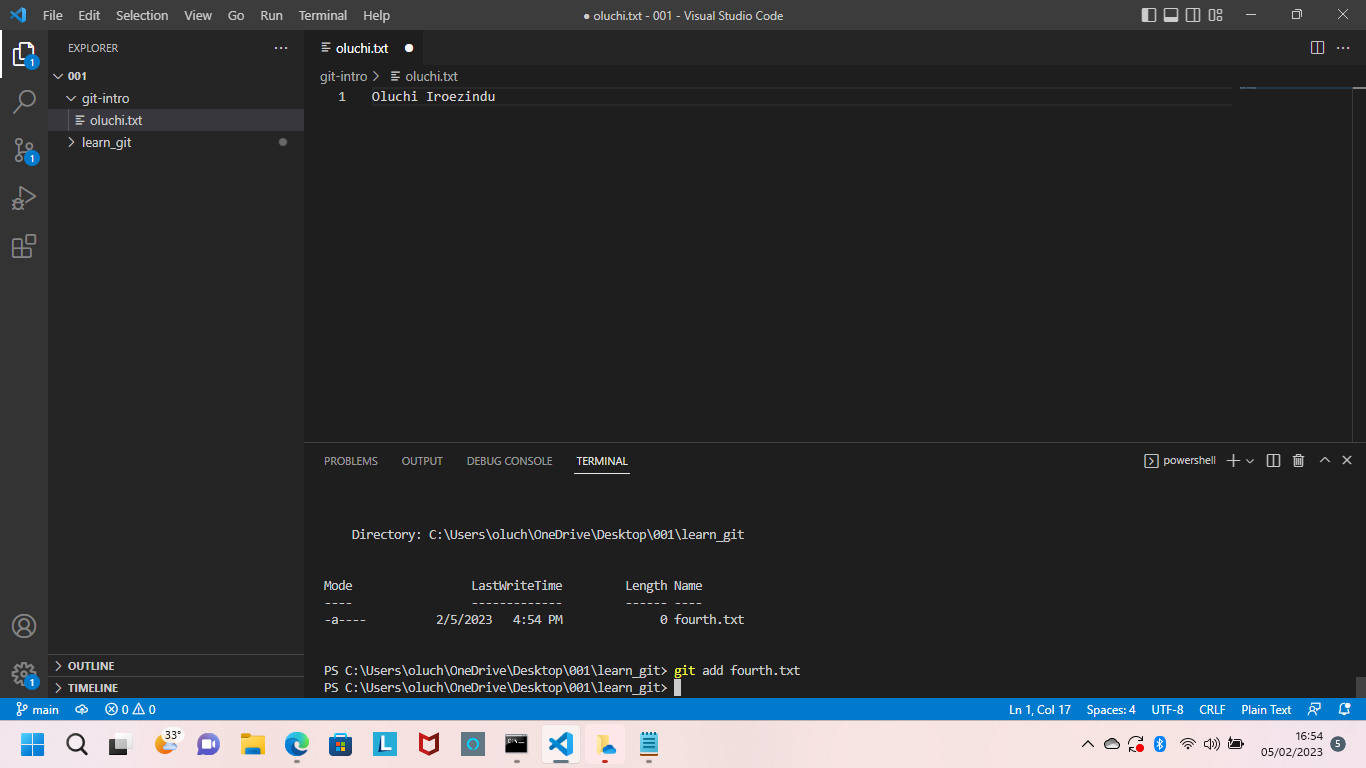 File Edit Selection View Go Run Terminal Help
● oluchi.txt - 001 - Visual Studio Code
EXPLORER
001
git-intro
oluchi.txt
learn_git
OUTLINE
TIMELINE
1
1
1
oluchi.txt
git-intro > oluchi.txt
1 Oluchi Iroezindu
PROBLEMS OUTPUT DEBUG CONSOLE TERMINAL
powershell
Directory: C:\Users\oluch\OneDrive\Desktop\001\learn_git
Mode LastWriteTime Length Name
---- ------------- ------ ----
-a---- 2/5/2023 4:54 PM 0 fourth.txt
PS C:\Users\oluch\OneDrive\Desktop\001\learn_git> git add fourth.txt
PS C:\Users\oluch\OneDrive\Desktop\001\learn_git>
main 0 0 Ln 1, Col 17 Spaces: 4 UTF-8 CRLF Plain Text
33°
L
16:54
05/02/2023
5